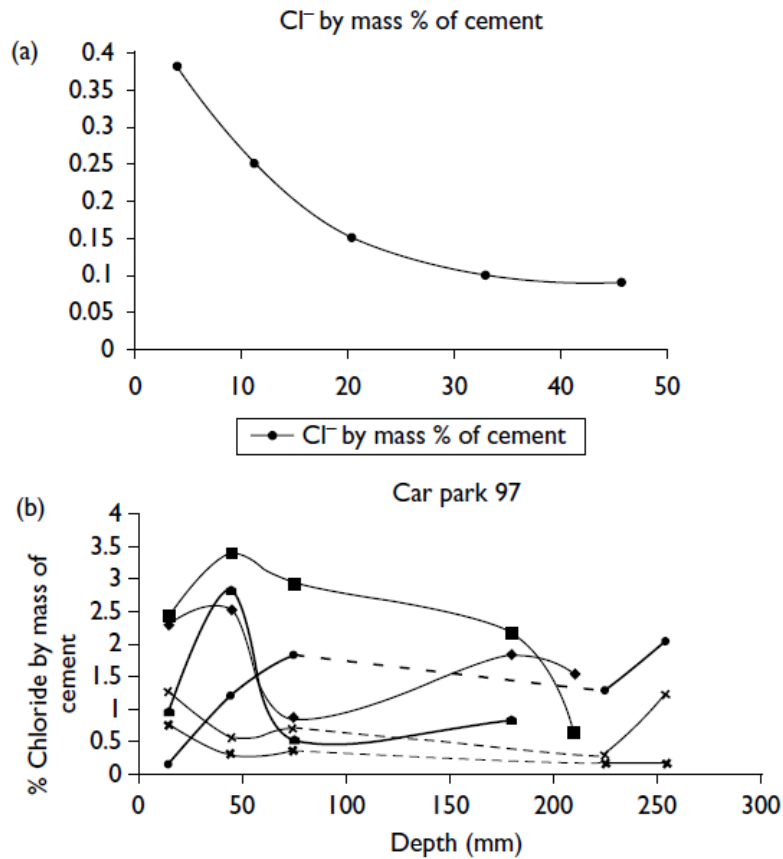 Cl⁻ by mass % of cement
(a)
0.4
0.35
0.3
0.25
0.2
0.15
0.1
0.05
0
0 10 20 30 40 50
Cl⁻ by mass % of cement
(b)
Car park 97
% Chloride by mass of
cement
4
3.5
3
2.5
2
1.5
1
0.5
0
0 50 100 150 200 250 300
Depth (mm)